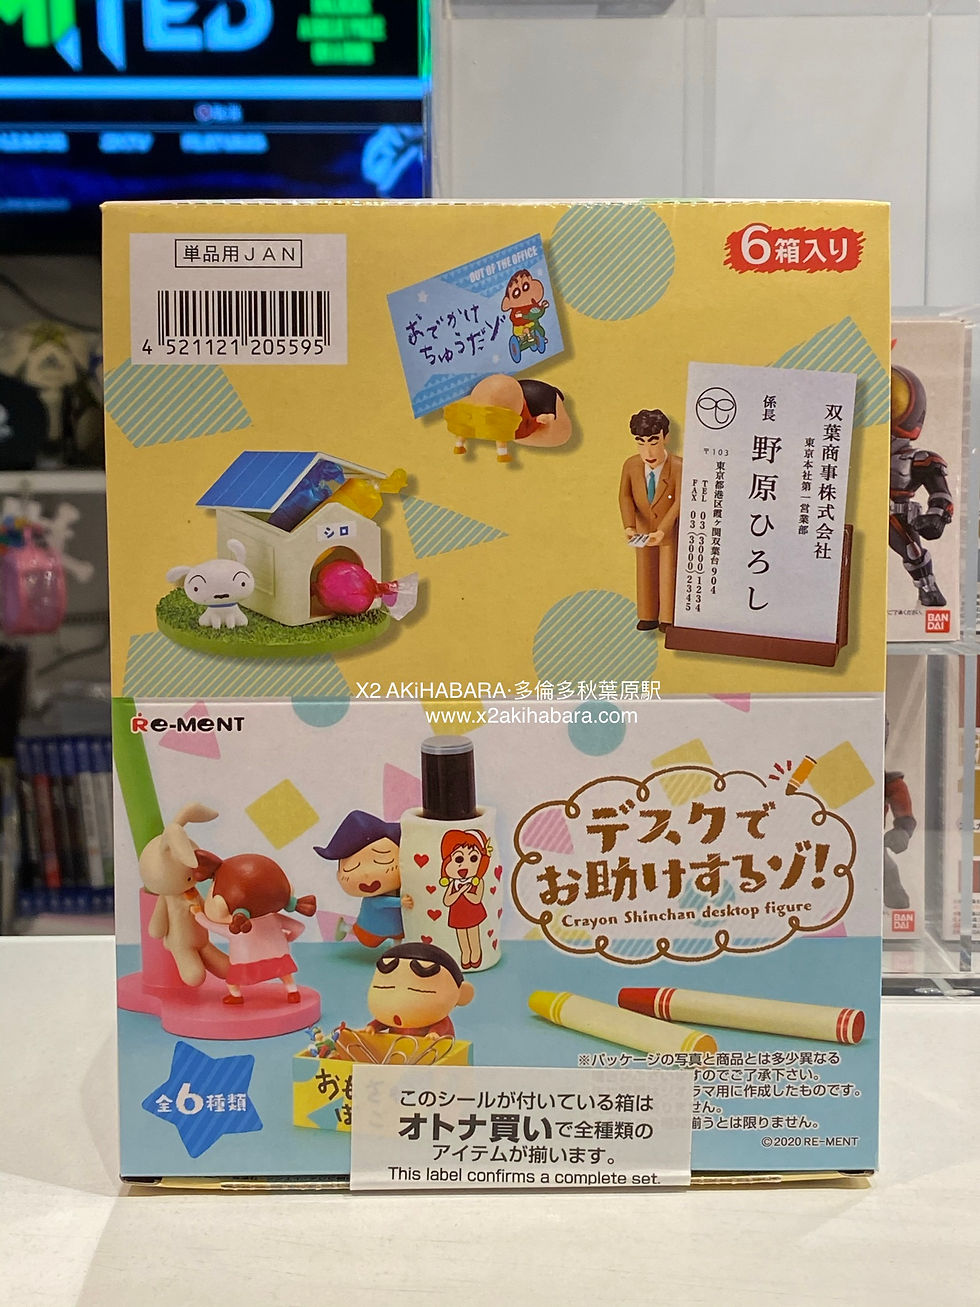 単品用JAN
4 521121 205595
6箱入り
OUT OF THE OFFICE
おでかけ
ちゅうだゾ
シロ
双葉商事株式会社
東京本社第一営業部
係長
野原ひろし
〒103
東京都港区霞ヶ関双葉台904
TEL 03(3000)1234
FAX 03(3000)2345
X2 AKiHABARA·多倫多秋葉原駅
www.x2akihabara.com
Re-MeNT
デスクで
お助けするゾ!
Crayon Shinchan desktop figure
全6種類
おも
は
※パッケージの写真と商品とは多少異なる
すのでご了承下さい。
ラマ用に作成したものです。
せん。
揃うとは限りません。
©2020 RE-MENT
このシールが付いている箱は
オトナ買いで全種類の
アイテムが揃います。
This label confirms a complete set.
BAN
DAI
BAN
DAI